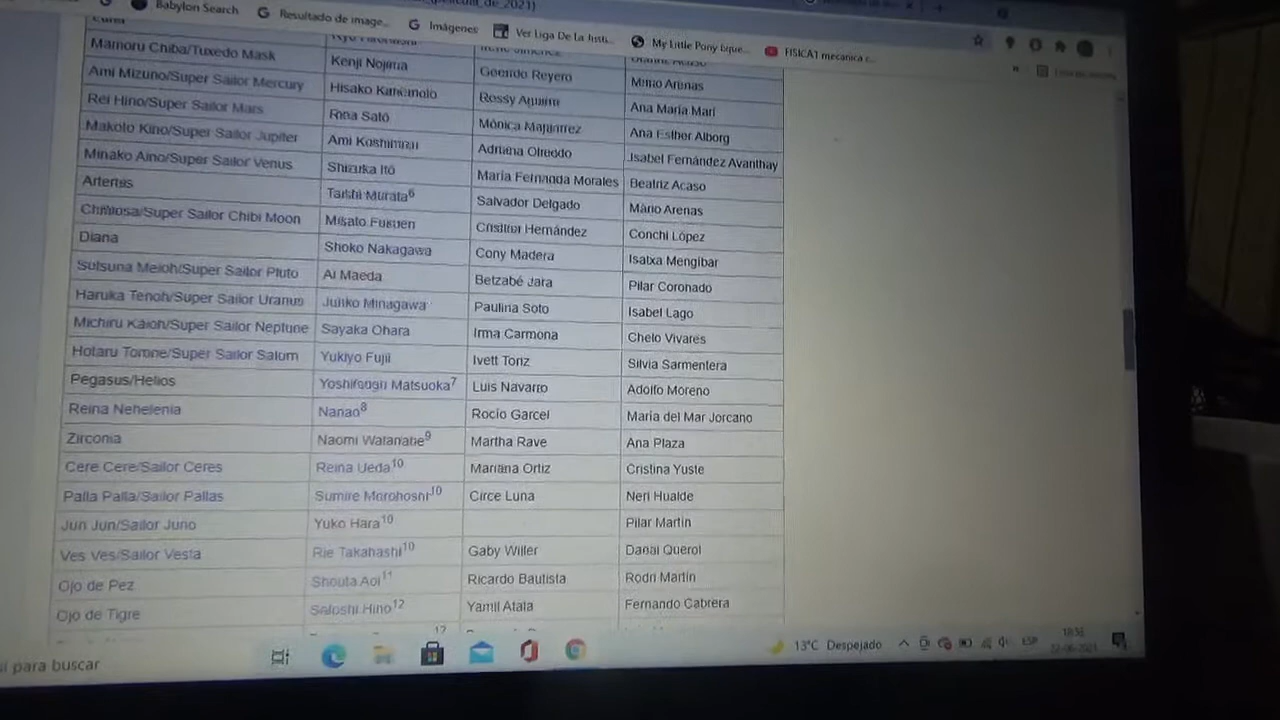 Babylon Search Resultado de image... Imágenes Ver Liga De La Justi... My Little Pony Eque... FISICA1 mecanica
Luna
Mamoru Chiba/Tuxedo Mask Kenji Nojima Gerardo Reyero Mario Arenas
Ami Mizuno/Super Sailor Mercury Hisako Kanemoto Rossy Aguirre Ana María Mari
Rei Hino/Super Sailor Mars Rina Satō Mónica Manjarrez Ana Esther Alborg
Makoto Kino/Super Sailor Jupiter Ami Koshimizu Adriana Olmedo Isabel Fernández Avanthay
Minako Aino/Super Sailor Venus Shizuka Itō María Fernanda Morales Beatriz Acaso
Artemis Taishi Murata6 Salvador Delgado Mario Arenas
Chibiusa/Super Sailor Chibi Moon Misato Fukuen Cristina Hernández Conchi López
Diana Shoko Nakagawa Cony Madera Isatxa Mengíbar
Setsuna Meioh/Super Sailor Pluto Ai Maeda Betzabé Jara Pilar Coronado
Haruka Tenoh/Super Sailor Uranus Junko Minagawa Paulina Soto Isabel Lago
Michiru Kaioh/Super Sailor Neptune Sayaka Ohara Irma Carmona Chelo Vivares
Hotaru Tomoe/Super Sailor Saturn Yukiyo Fujii Ivett Toriz Silvia Sarmentera
Pegasus/Helios Yoshitsugu Matsuoka7 Luis Navarro Adolfo Moreno
Reina Nehelenia Nanao8 Rocío Garcel María del Mar Jorcano
Zirconia Naomi Watanabe9 Martha Rave Ana Plaza
Cere Cere/Sailor Ceres Reina Ueda10 Mariana Ortiz Cristina Yuste
Palla Palla/Sailor Pallas Sumire Morohoshi10 Circe Luna Neri Hualde
Jun Jun/Sailor Juno Yuko Hara10 Pilar Martín
Ves Ves/Sailor Vesta Rie Takahashi10 Gaby Willer Danai Querol
Ojo de Pez Shouta Aoi11 Ricardo Bautista Rodri Martín
Ojo de Tigre Satoshi Hino12 Yamil Atala Fernando Cabrera
12
para buscar 13°C Despejado ESP